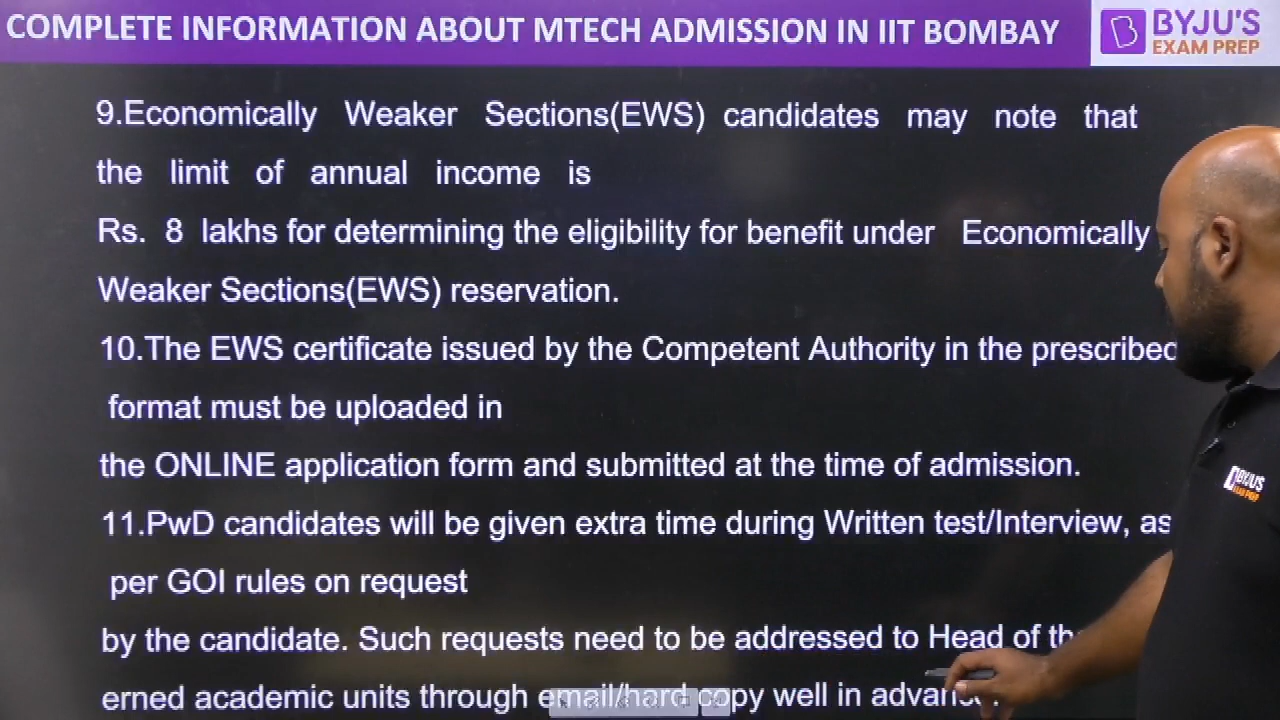 COMPLETE INFORMATION ABOUT MTECH ADMISSION IN IIT BOMBAY
BYJU'S
EXAM PREP
9.Economically Weaker Sections(EWS) candidates may note that
the limit of annual income is
Rs. 8 lakhs for determining the eligibility for benefit under Economically
Weaker Sections(EWS) reservation.
10.The EWS certificate issued by the Competent Authority in the prescribed
format must be uploaded in
the ONLINE application form and submitted at the time of admission.
11.PwD candidates will be given extra time during Written test/Interview, as
per GOI rules on request
by the candidate. Such requests need to be addressed to Head of the
erned academic units through email/hard copy well in advan
BYJU'S
EXAM PREP